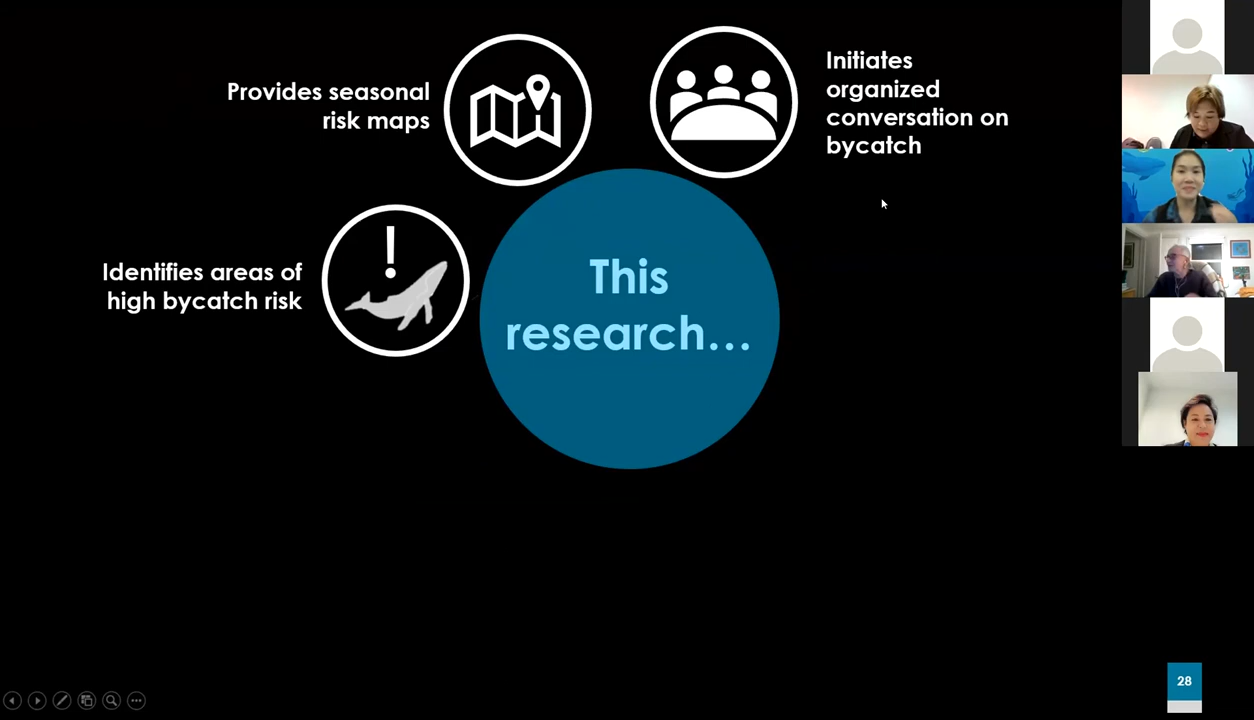 Provides seasonal
risk maps
Initiates
organized
conversation on
bycatch
Identifies areas of
high bycatch risk
This
research...
28